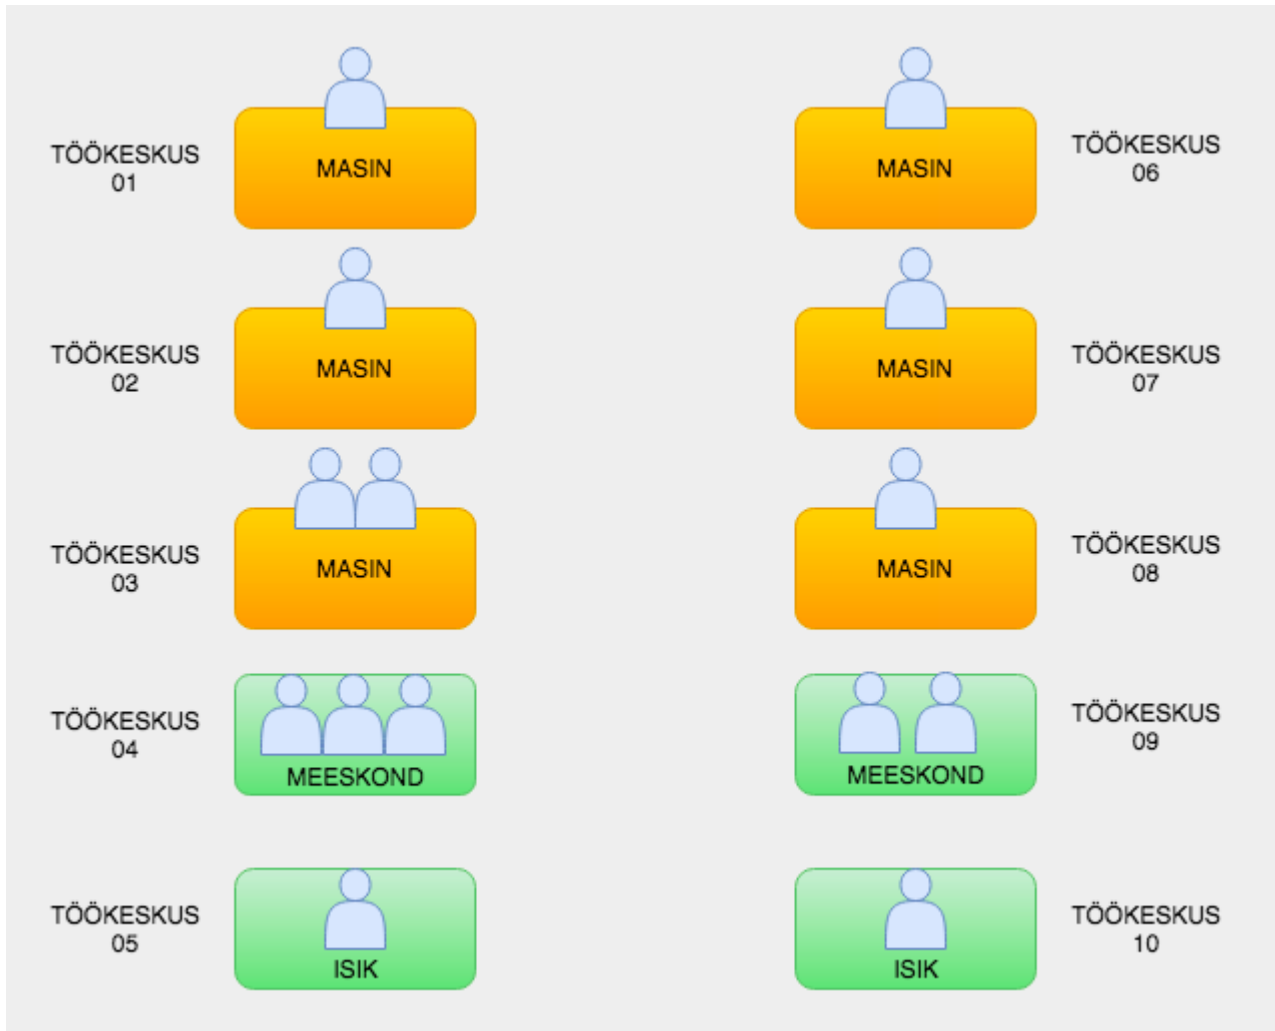 TÖÖKESKUS
01
MASIN
MASIN
TÖÖKESKUS
06
TÖÖKESKUS
02
MASIN
MASIN
TÖÖKESKUS
07
TÖÖKESKUS
03
MASIN
MASIN
TÖÖKESKUS
08
TÖÖKESKUS
04
MEESKOND
MEESKOND
TÖÖKESKUS
09
TÖÖKESKUS
05
ISIK
ISIK
TÖÖKESKUS
10